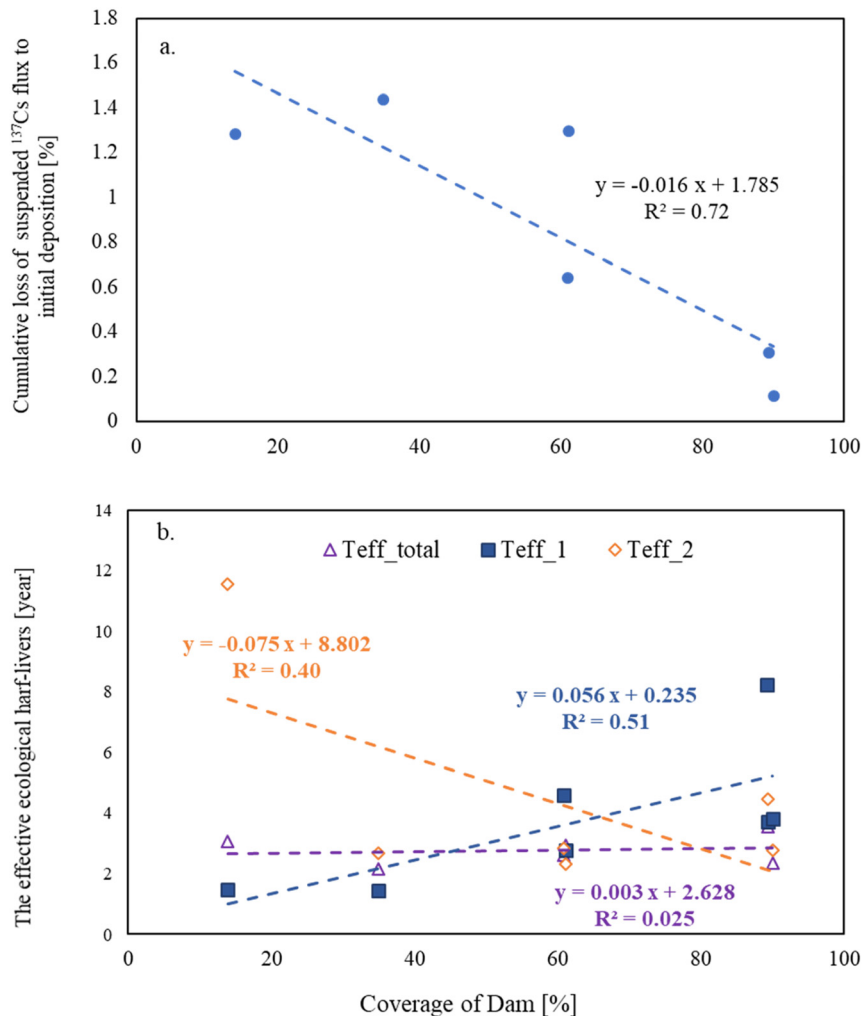 a.
Cumulative loss of suspended ¹³⁷Cs flux to
initial deposition [%]
1.8
1.6
1.4
1.2
1
0.8
0.6
0.4
0.2
0
y = -0.016 x + 1.785
R² = 0.72
0 20 40 60 80 100
b.
The effective ecological harf-livers [year]
14
12
10
8
6
4
2
0
Teff_total Teff_1 Teff_2
y = -0.075 x + 8.802
R² = 0.40
y = 0.056 x + 0.235
R² = 0.51
y = 0.003 x + 2.628
R² = 0.025
0 20 40 60 80 100
Coverage of Dam [%]